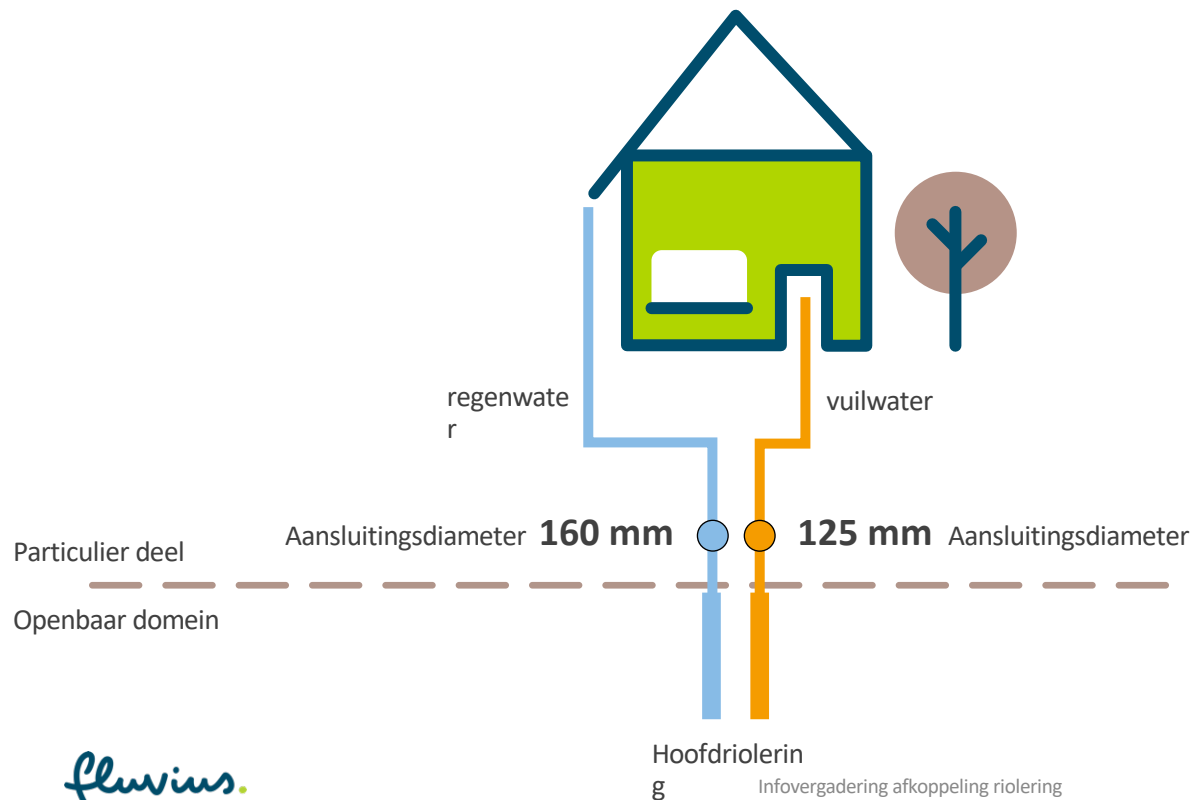 regenwate
r
vuilwater
Aansluitingsdiameter 160 mm
125 mm Aansluitingsdiameter
Particulier deel
Openbaar domein
Hoofdriolerin
g
fluvius.
Infovergadering afkoppeling riolering